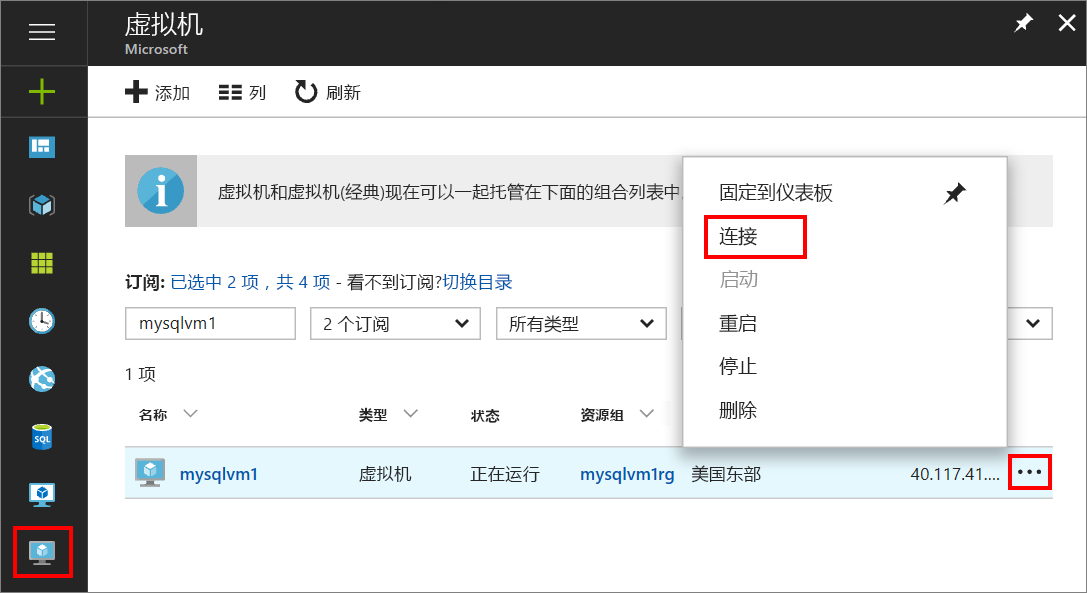 虚拟机
Microsoft
添加 列 刷新
虚拟机和虚拟机(经典)现在可以一起托管在下面的组合列表中
订阅: 已选中 2 项，共 4 项 - 看不到订阅?切换目录
mysqlvm1 2 个订阅 所有类型
1 项
名称 类型 状态 资源组
mysqlvm1 虚拟机 正在运行 mysqlvm1rg 美国东部 40.117.41.... ...
固定到仪表板
连接
启动
重启
停止
删除
SQL